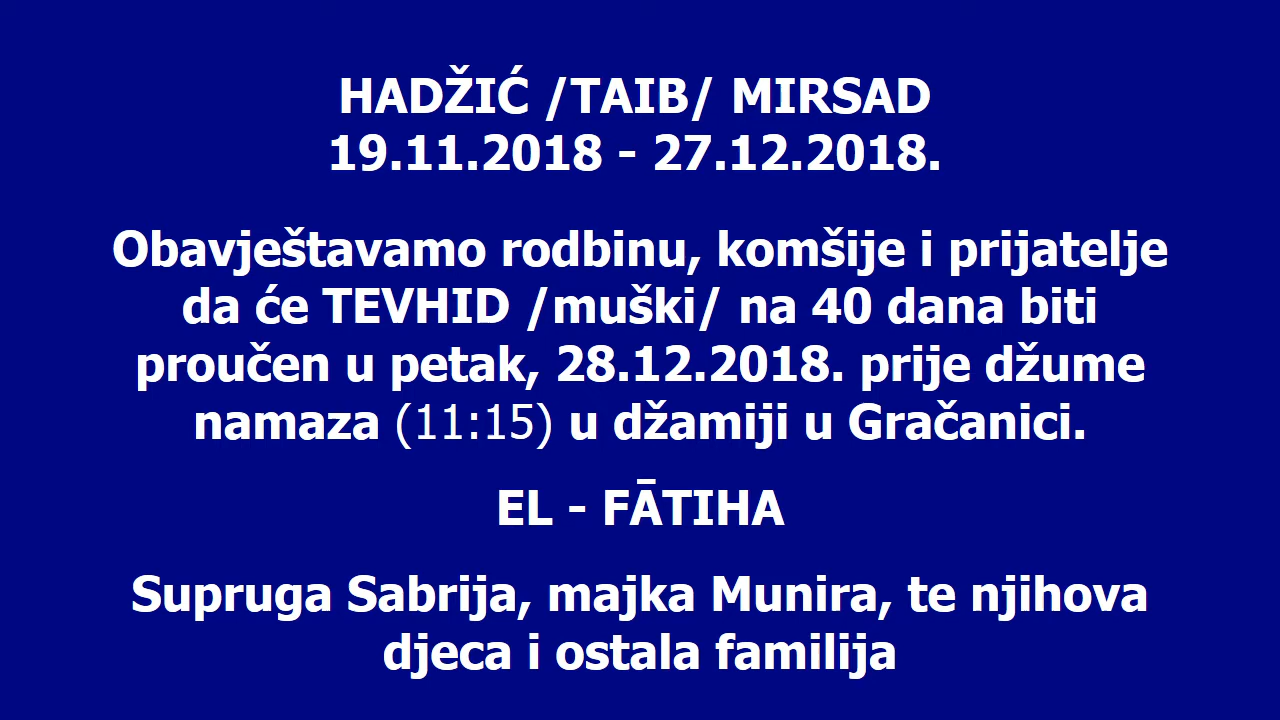 HADŽIĆ /TAIB/ MIRSAD
19.11.2018 - 27.12.2018.
Obavještavamo rodbinu, komšije i prijatelje
da će TEVHID /muški/ na 40 dana biti
proučen u petak, 28.12.2018. prije džume
namaza (11:15) u džamiji u Gračanici.
EL - FĀTIHA
Supruga Sabrija, majka Munira, te njihova
djeca i ostala familija